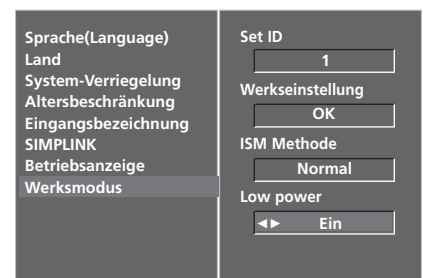 Sprache(Language)
Land
System-Verriegelung
Altersbeschränkung
Eingangsbezeichnung
SIMPLINK
Betriebsanzeige
Werksmodus
Set ID
1
Werkseinstellung
OK
ISM Methode
Normal
Low power
◄► Ein